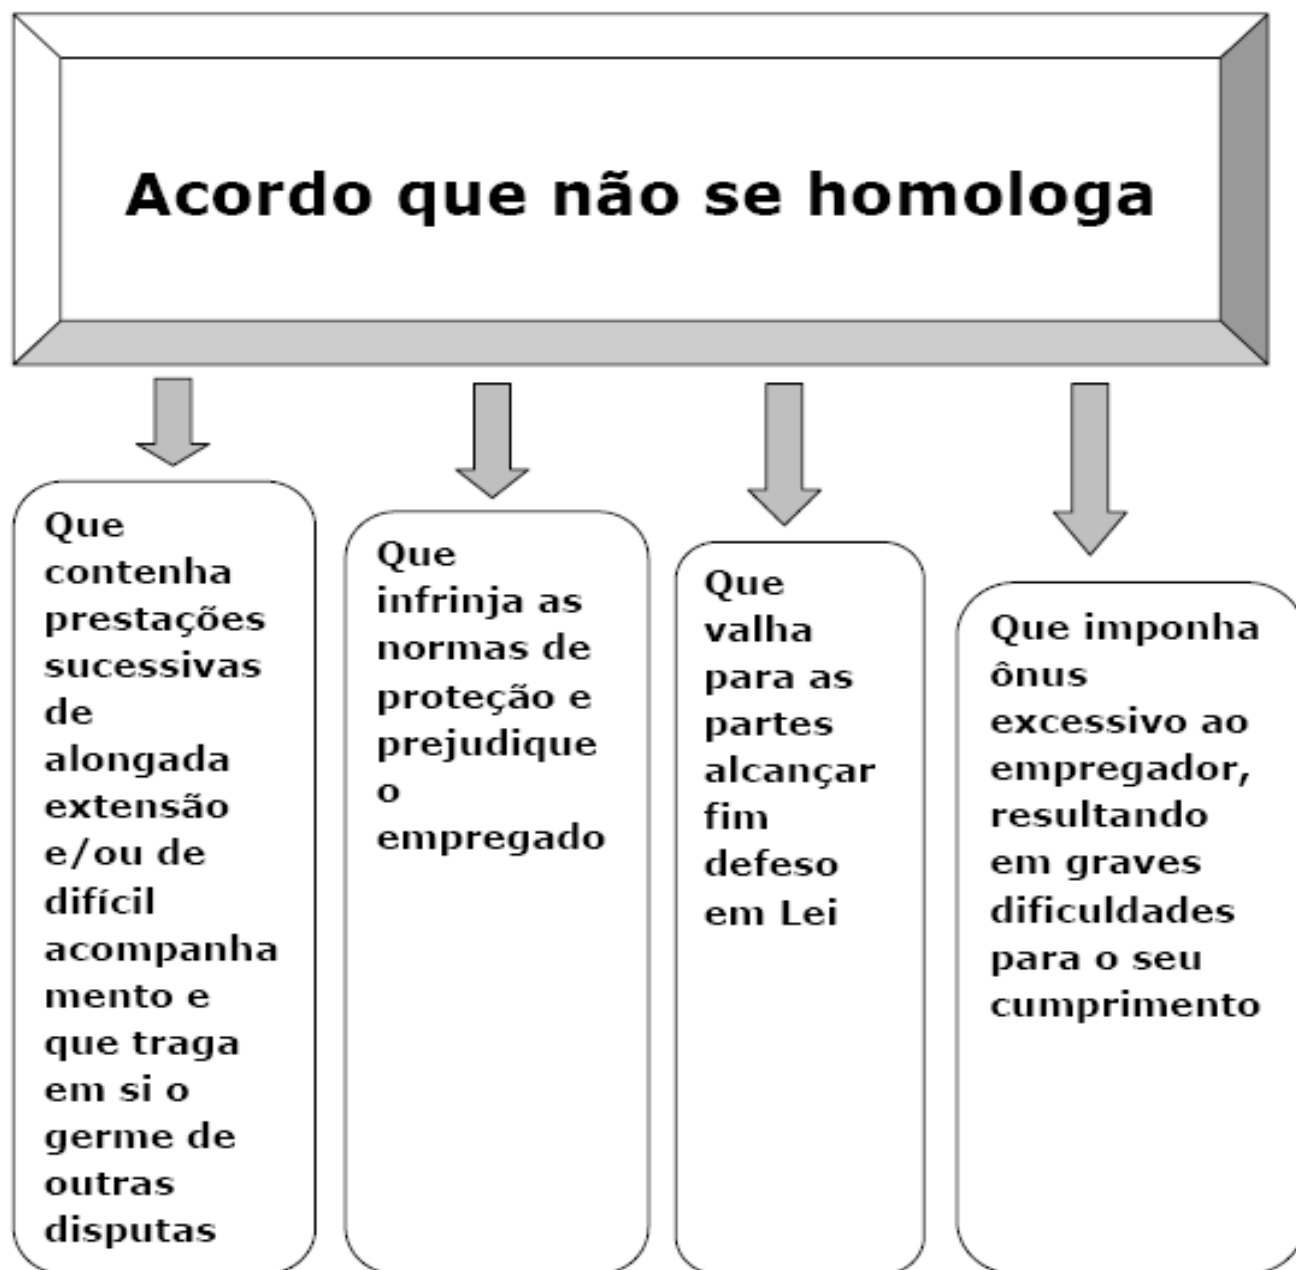 Acordo que não se homologa
Que
contenha
prestações
sucessivas
de
alongada
extensão
e/ou de
difícil
acompanha
mento e
que traga
em si o
germe de
outras
disputas
Que
infrinja as
normas de
proteção e
prejudique
o
empregado
Que
valha
para as
partes
alcançar
fim
defeso
em Lei
Que imponha
ônus
excessivo ao
empregador,
resultando
em graves
dificuldades
para o seu
cumprimento